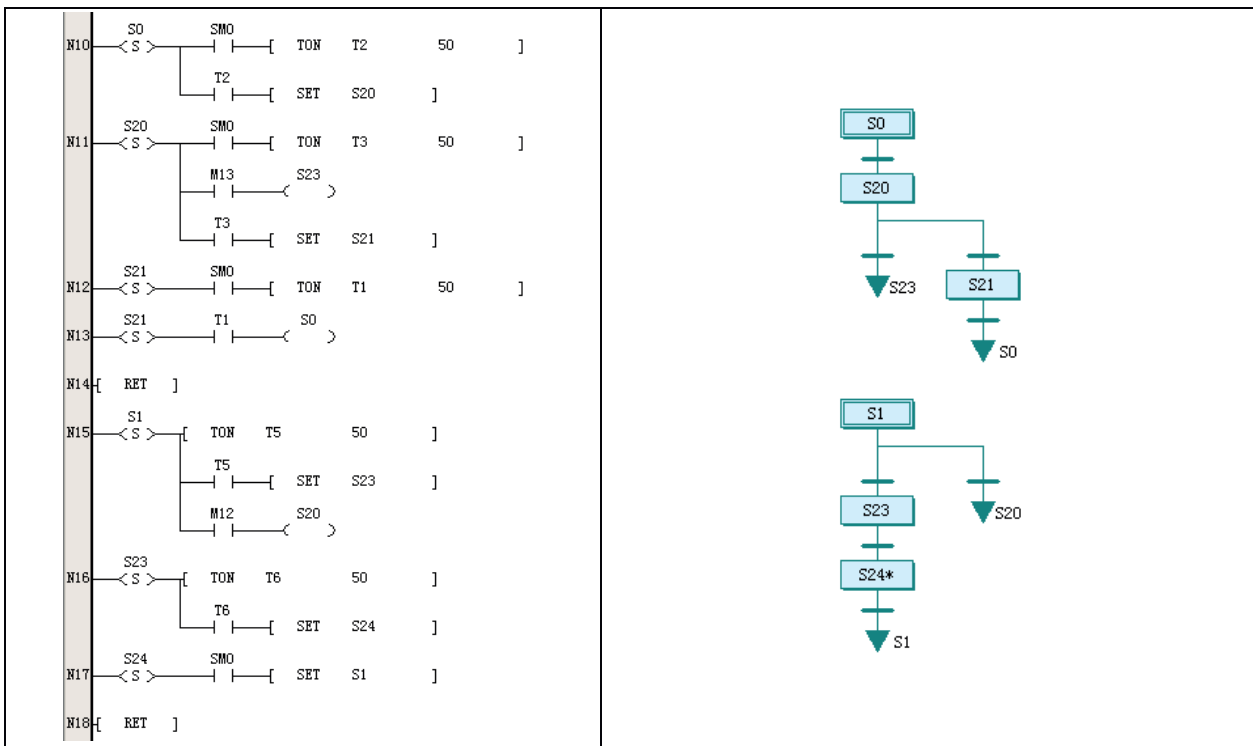 S0 SM0
N10 S [ TON T2 50 ]
T2
[ SET S20 ]
S20 SM0
N11 S [ TON T3 50 ]
M13 S23
( )
T3
[ SET S21 ]
S21 SM0
N12 S [ TON T1 50 ]
S21 T1 S0
N13 S ( )
N14 [ RET ]
S1
N15 S [ TON T5 50 ]
T5
[ SET S23 ]
M12 S20
( )
S23
N16 S [ TON T6 50 ]
T6
[ SET S24 ]
S24 SM0
N17 S [ SET S1 ]
N18 [ RET ]
S0
S20
S23 S21
S0
S1
S23 S20
S24*
S1